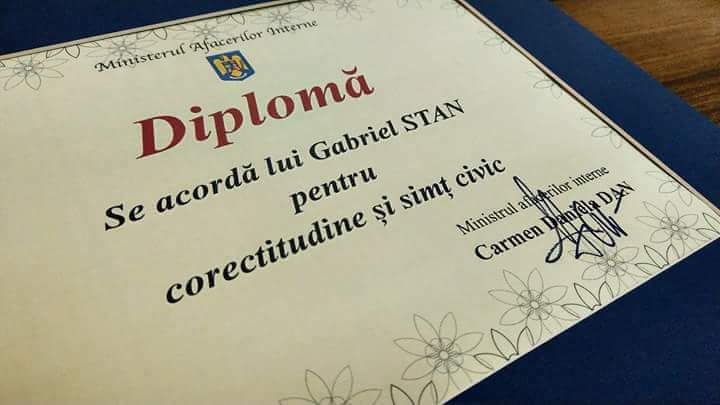 Ministerul Afacerilor Interne
Diplomă
Se acordă lui Gabriel STAN
pentru
corectitudine și simț civic
Ministrul afacerilor interne
Carmen Daniela DAN